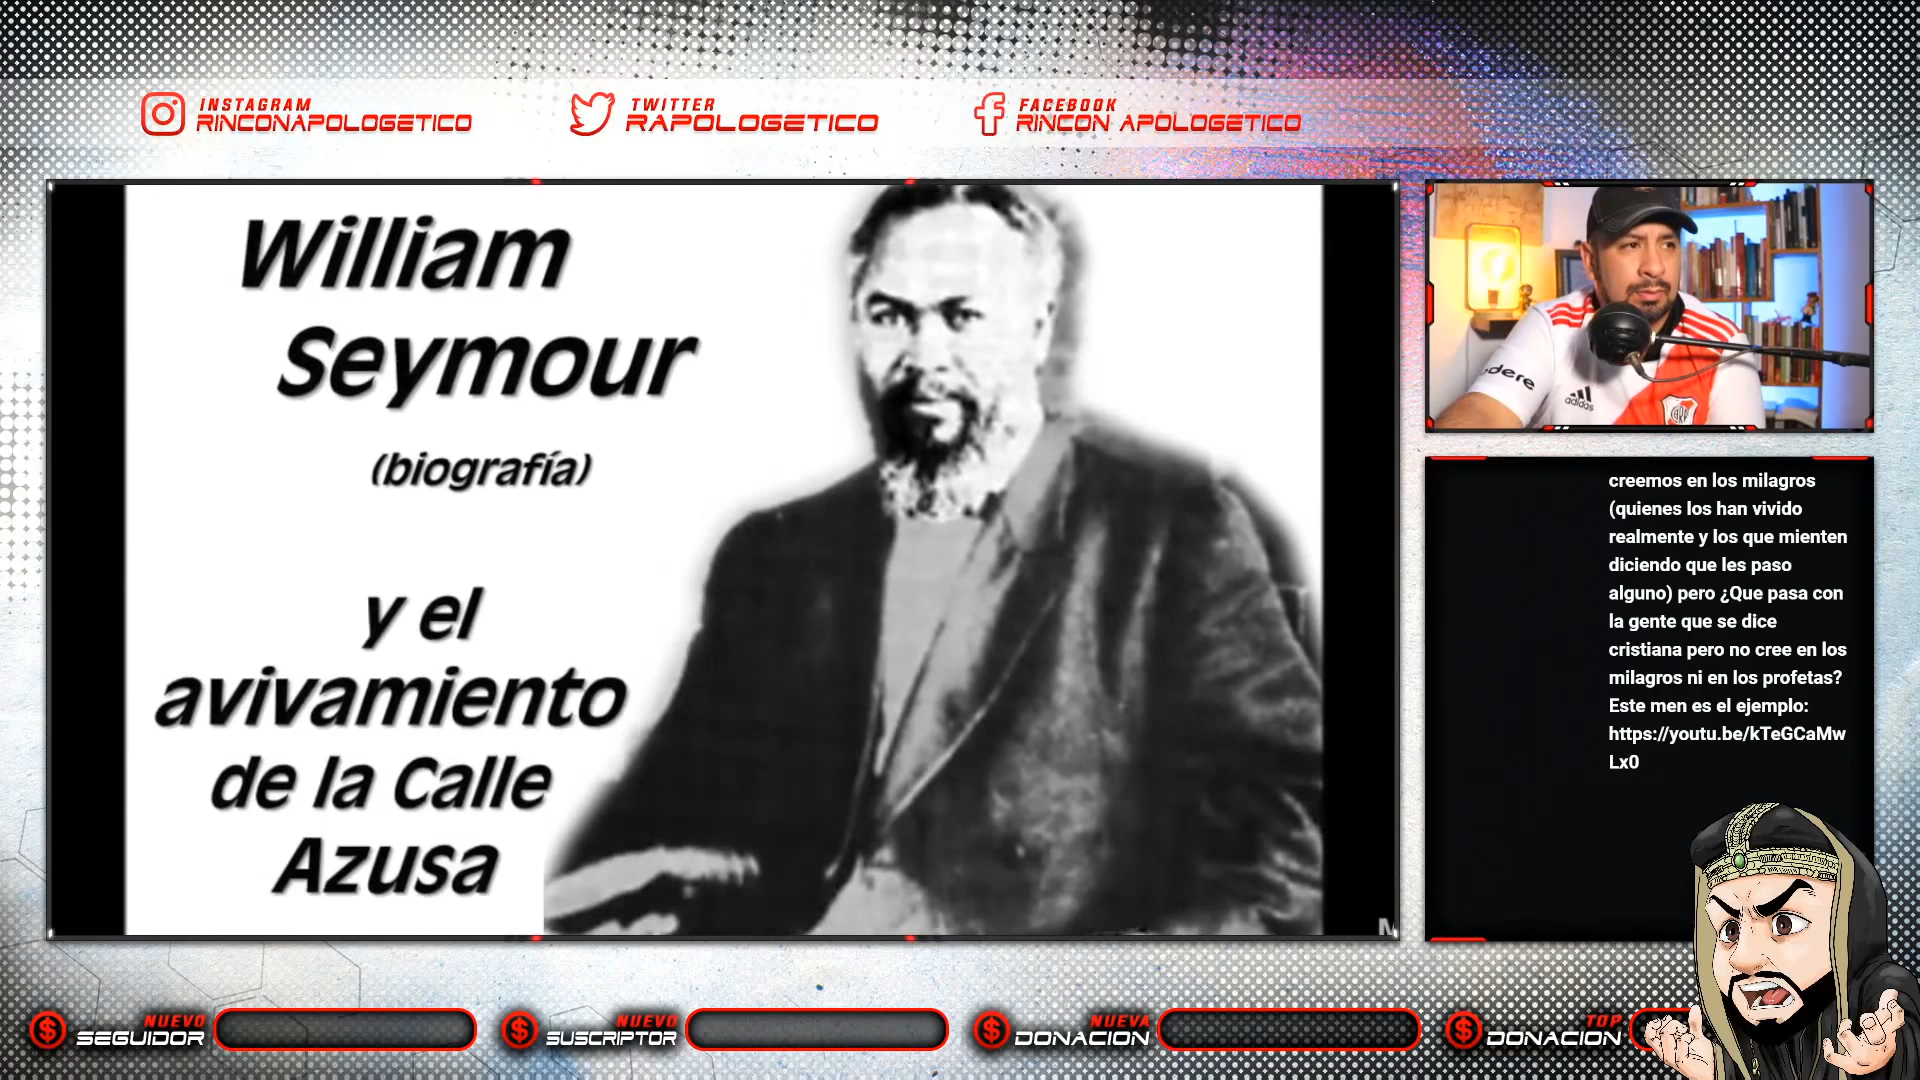 INSTAGRAM
RINCONAPOLOGETICO
TWITTER
RAPOLOGETICO
FACEBOOK
RINCON APOLOGETICO
William
Seymour
(biografía)
y el
avivamiento
de la Calle
Azusa
M
adidas
CARP
creemos en los milagros
(quienes los han vivido
realmente y los que mienten
diciendo que les paso
alguno) pero ¿Que pasa con
la gente que se dice
cristiana pero no cree en los
milagros ni en los profetas?
Este men es el ejemplo:
https://youtu.be/kTeGCaMw
Lx0
NUEVO
SEGUIDOR
NUEVO
SUSCRIPTOR
NUEVA
DONACION
TOP
DONACION